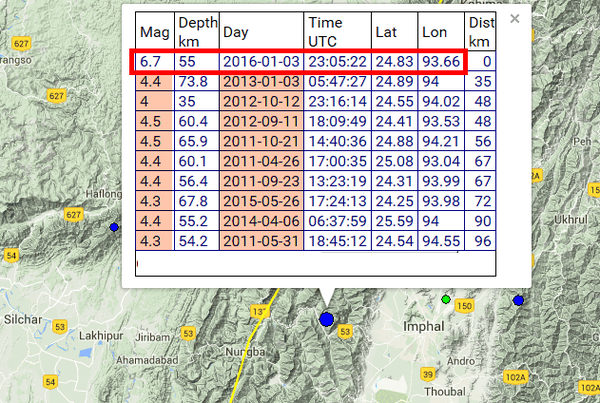 Mag Depth km Day Time UTC Lat Lon Dist km
6.7 55 2016-01-03 23:05:22 24.83 93.66 0
4.4 73.8 2013-01-03 05:47:27 24.89 94 35
4 35 2012-10-12 23:16:14 24.55 94.02 48
4.5 60.4 2012-09-11 18:09:49 24.41 93.53 48
4.5 65.9 2011-10-21 14:40:36 24.88 94.21 56
4.4 60.1 2011-04-26 17:00:35 25.08 93.04 67
4.4 56.4 2011-09-23 13:23:19 24.31 93.99 67
4.3 67.8 2015-05-26 17:24:13 24.25 93.98 72
4.4 55.2 2014-04-06 06:37:59 25.59 94 90
4.3 54.2 2011-05-31 18:45:12 24.54 94.55 96
×
627
rangso
627
Haflong
54
Silchar
53
Lakhipur
53
Ahamadabad
54
Nungba
53
Imphal
150
Andro
39
Thoubal
102A
Ukhrul
102A
Peh